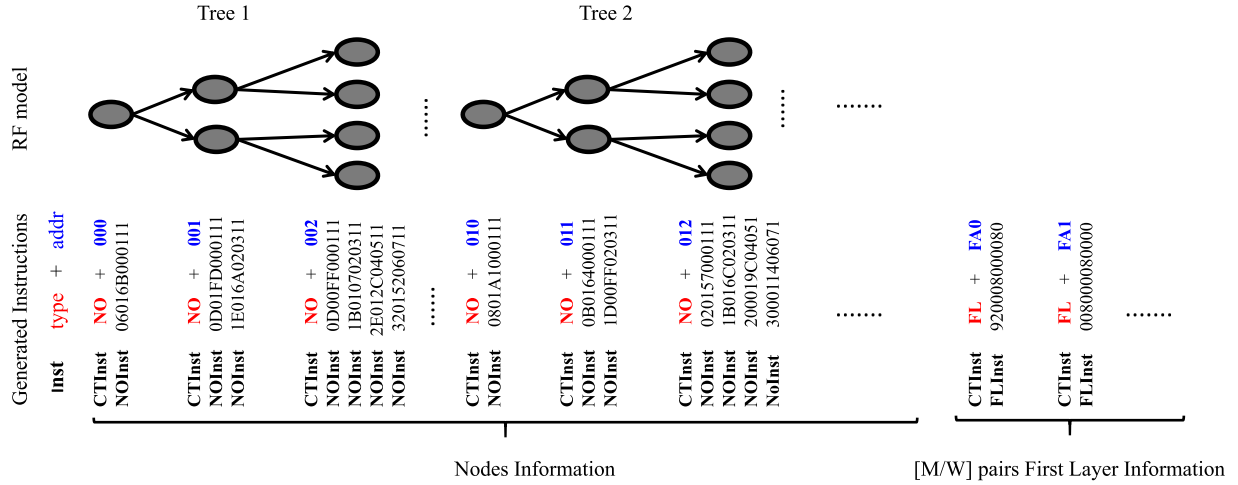 Tree 1
Tree 2
RF model
Generated Instructions
Inst type + addr
CTInst NO + 000
NOInst 06016B000111
CTInst NO + 001
NOInst 0D01FD000111
NOInst 1E016A020311
CTInst NO + 002
NOInst 0D00FF000111
NOInst 1B0107020311
NOInst 2E012C040511
NOInst 320152060711
CTInst NO + 010
NOInst 0801A1000111
CTInst NO + 011
NOInst 0B0164000111
NOInst 1D00FF020311
CTInst NO + 012
NOInst 020157000111
NOInst 1B016C020311
NOInst 200019C04051
NoInst 300011406071
CTInst FL + FA0
FLInst 920008000080
CTInst FL + FA1
FLInst 008000080000
Nodes Information
[M/W] pairs First Layer Information